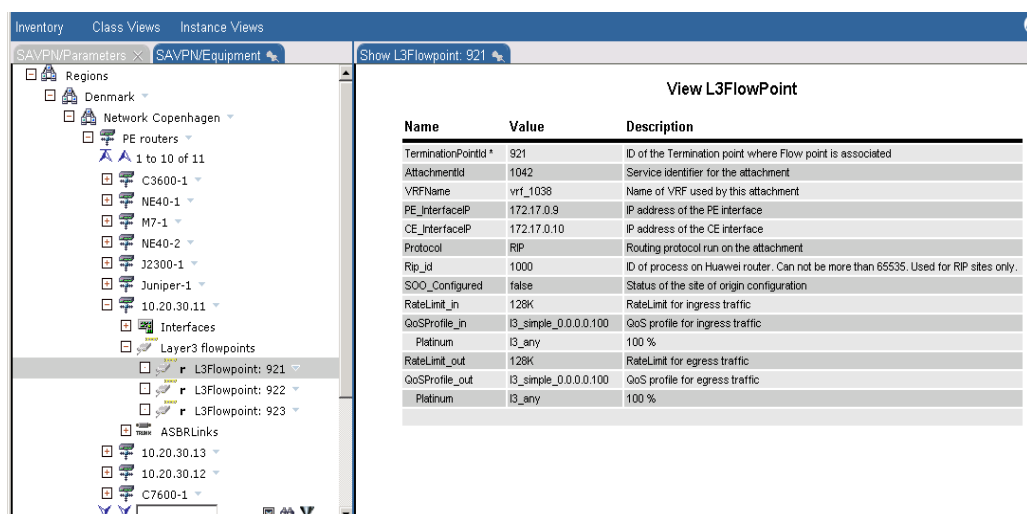 Inventory Class Views Instance Views
SAVPN/Parameters SAVPN/Equipment
Regions
Denmark
Network Copenhagen
PE routers
1 to 10 of 11
C3600-1
NE40-1
M7-1
NE40-2
J2300-1
Juniper-1
10.20.30.11
Interfaces
Layer3 flowpoints
r L3Flowpoint: 921
r L3Flowpoint: 922
r L3Flowpoint: 923
ASBRLinks
10.20.30.13
10.20.30.12
C7600-1
Show L3Flowpoint: 921
View L3FlowPoint
Name Value Description
TerminationPointId * 921 ID of the Termination point where Flow point is associated
AttachmentId 1042 Service identifier for the attachment
VRFName vrf_1038 Name of VRF used by this attachment
PE_InterfaceIP 172.17.0.9 IP address of the PE interface
CE_InterfaceIP 172.17.0.10 IP address of the CE interface
Protocol RIP Routing protocol run on the attachment
Rip_id 1000 ID of process on Huawei router. Can not be more than 65535. Used for RIP sites only.
SOO_Configured false Status of the site of origin configuration
RateLimit_in 128K RateLimit for ingress traffic
QoSProfile_in l3_simple_0.0.0.0.100 QoS profile for ingress traffic
Platinum l3_any 100 %
RateLimit_out 128K RateLimit for egress traffic
QoSProfile_out l3_simple_0.0.0.0.100 QoS profile for egress traffic
Platinum l3_any 100 %